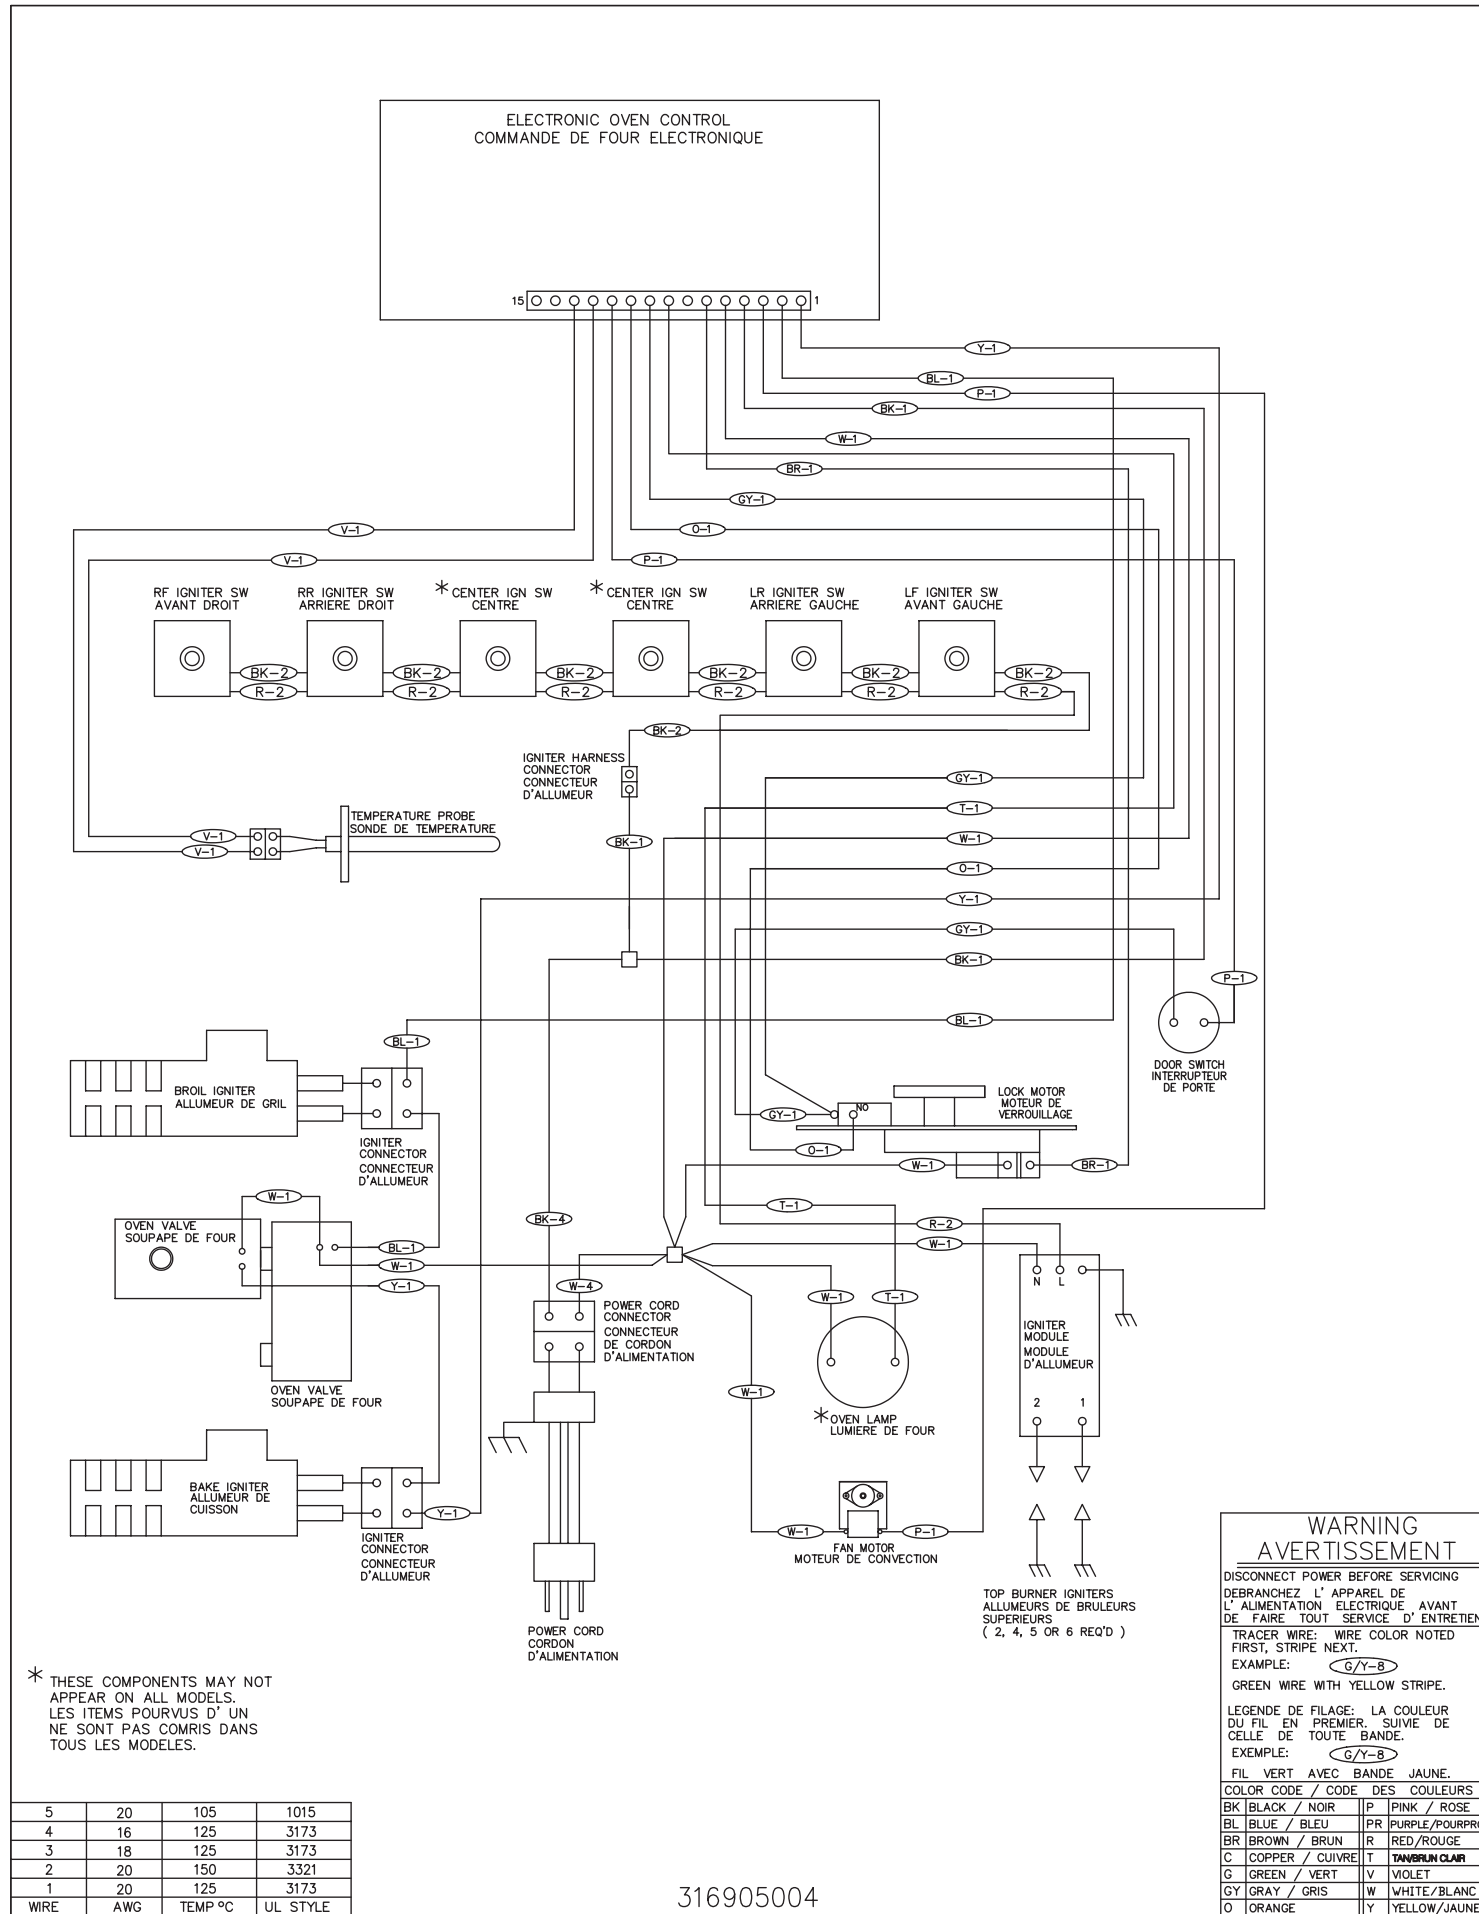 ELECTRONIC OVEN CONTROL
COMMANDE DE FOUR ELECTRONIQUE
15
1
Y-1
BL-1
P-1
BK-1
W-1
BR-1
GY-1
V-1
O-1
V-1
P-1
RF IGNITER SW
AVANT DROIT
RR IGNITER SW
ARRIERE DROIT
* CENTER IGN SW
CENTRE
* CENTER IGN SW
CENTRE
LR IGNITER SW
ARRIERE GAUCHE
LF IGNITER SW
AVANT GAUCHE
BK-2 BK-2 BK-2 BK-2 BK-2 BK-2
R-2 R-2 R-2 R-2 R-2 R-2
BK-2
IGNITER HARNESS
CONNECTOR
CONNECTEUR
D'ALLUMEUR
GY-1
T-1
TEMPERATURE PROBE
SONDE DE TEMPERATURE
V-1
V-1
BK-1
W-1
O-1
Y-1
GY-1
BK-1
P-1
BL-1
BL-1
DOOR SWITCH
INTERRUPTEUR
DE PORTE
BROIL IGNITER
ALLUMEUR DE GRIL
LOCK MOTOR
MOTEUR DE
VERROUILLAGE
NO
GY-1
O-1
W-1
BR-1
IGNITER
CONNECTOR
CONNECTEUR
D'ALLUMEUR
W-1
T-1
BK-4
R-2
W-1
OVEN VALVE
SOUPAPE DE FOUR
BL-1
W-1
Y-1
W-4
N
L
W-1
T-1
POWER CORD
CONNECTOR
CONNECTEUR
DE CORDON
D'ALIMENTATION
IGNITER
MODULE
MODULE
D'ALLUMEUR
2
1
W-1
OVEN VALVE
SOUPAPE DE FOUR
* OVEN LAMP
LUMIERE DE FOUR
BAKE IGNITER
ALLUMEUR DE
CUISSON
Y-1
IGNITER
CONNECTOR
CONNECTEUR
D'ALLUMEUR
W-1
P-1
FAN MOTOR
MOTEUR DE CONVECTION
TOP BURNER IGNITERS
ALLUMEURS DE BRULEURS
SUPERIEURS
( 2, 4, 5 OR 6 REQ'D )
POWER CORD
CORDON
D'ALIMENTATION
* THESE COMPONENTS MAY NOT
APPEAR ON ALL MODELS.
LES ITEMS POURVUS D' UN
NE SONT PAS COMRIS DANS
TOUS LES MODELES.
5 20 105 1015
4 16 125 3173
3 18 125 3173
2 20 150 3321
1 20 125 3173
WIRE AWG TEMP °C UL STYLE
316905004
WARNING
AVERTISSEMENT
DISCONNECT POWER BEFORE SERVICING
DEBRANCHEZ L' APPAREL DE
L' ALIMENTATION ELECTRIQUE AVANT
DE FAIRE TOUT SERVICE D' ENTRETIEN
TRACER WIRE: WIRE COLOR NOTED
FIRST, STRIPE NEXT.
EXAMPLE: G/Y-8
GREEN WIRE WITH YELLOW STRIPE.
LEGENDE DE FILAGE: LA COULEUR
DU FIL EN PREMIER. SUIVIE DE
CELLE DE TOUTE BANDE.
EXEMPLE: G/Y-8
FIL VERT AVEC BANDE JAUNE.
COLOR CODE / CODE DES COULEURS
BK BLACK / NOIR P PINK / ROSE
BL BLUE / BLEU PR PURPLE/POURPRO
BR BROWN / BRUN R RED/ROUGE
C COPPER / CUIVRE T TAN/BRUN CLAIR
G GREEN / VERT V VIOLET
GY GRAY / GRIS W WHITE/BLANC
O ORANGE Y YELLOW/JAUNE